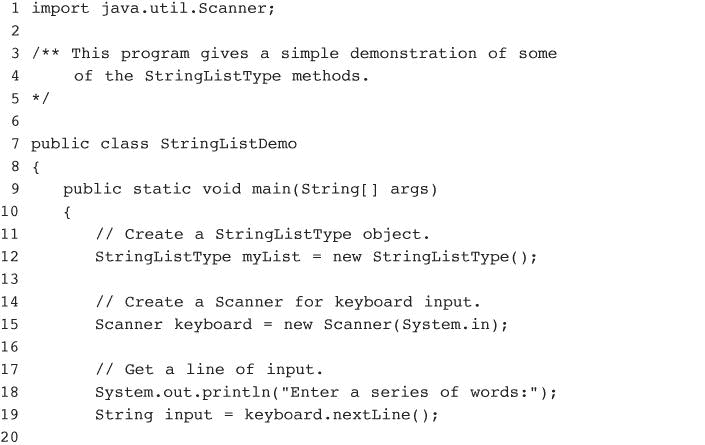 1 import java.util.Scanner;
2
3 /** This program gives a simple demonstration of some
4     of the StringListType methods.
5 */
6
7 public class StringListDemo
8 {
9    public static void main(String[] args)
10    {
11       // Create a StringListType object.
12       StringListType myList = new StringListType();
13
14       // Create a Scanner for keyboard input.
15       Scanner keyboard = new Scanner(System.in);
16
17       // Get a line of input.
18       System.out.println("Enter a series of words:");
19       String input = keyboard.nextLine();
20